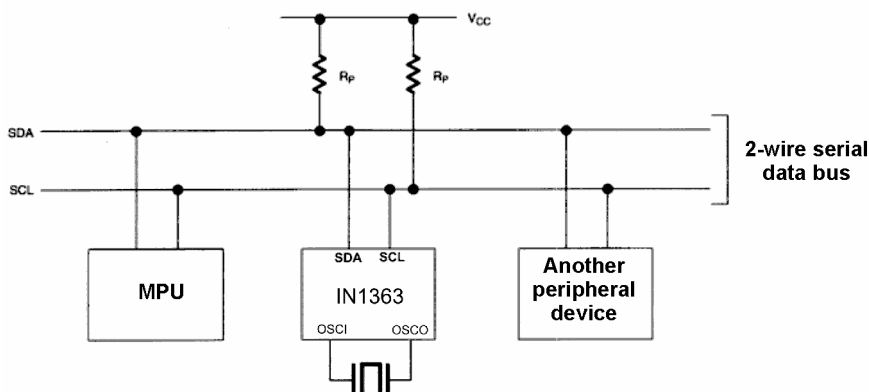 VCC
RP
RP
SDA
SCL
2-wire serial
data bus
MPU
SDA SCL
IN1363
OSCI OSCO
Another
peripheral
device